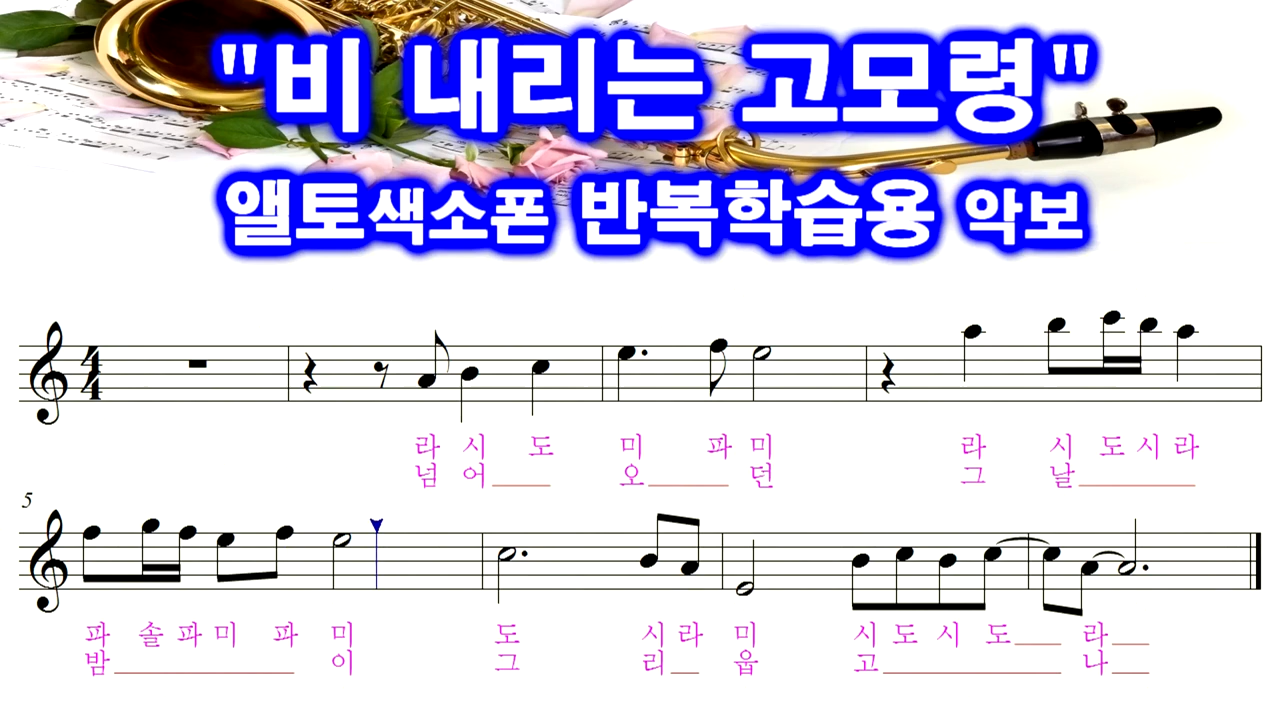 "비 내리는 고모령"
앨토색소폰 반복학습용 악보
4
4
라 시 도 미 파 미 라 시 도 시 라
넘 어 오 던 그 날
5
파 솔 파 미 파 미 도 시 라 미 시 도 시 도 라
밤 이 그 리 웁 고 나